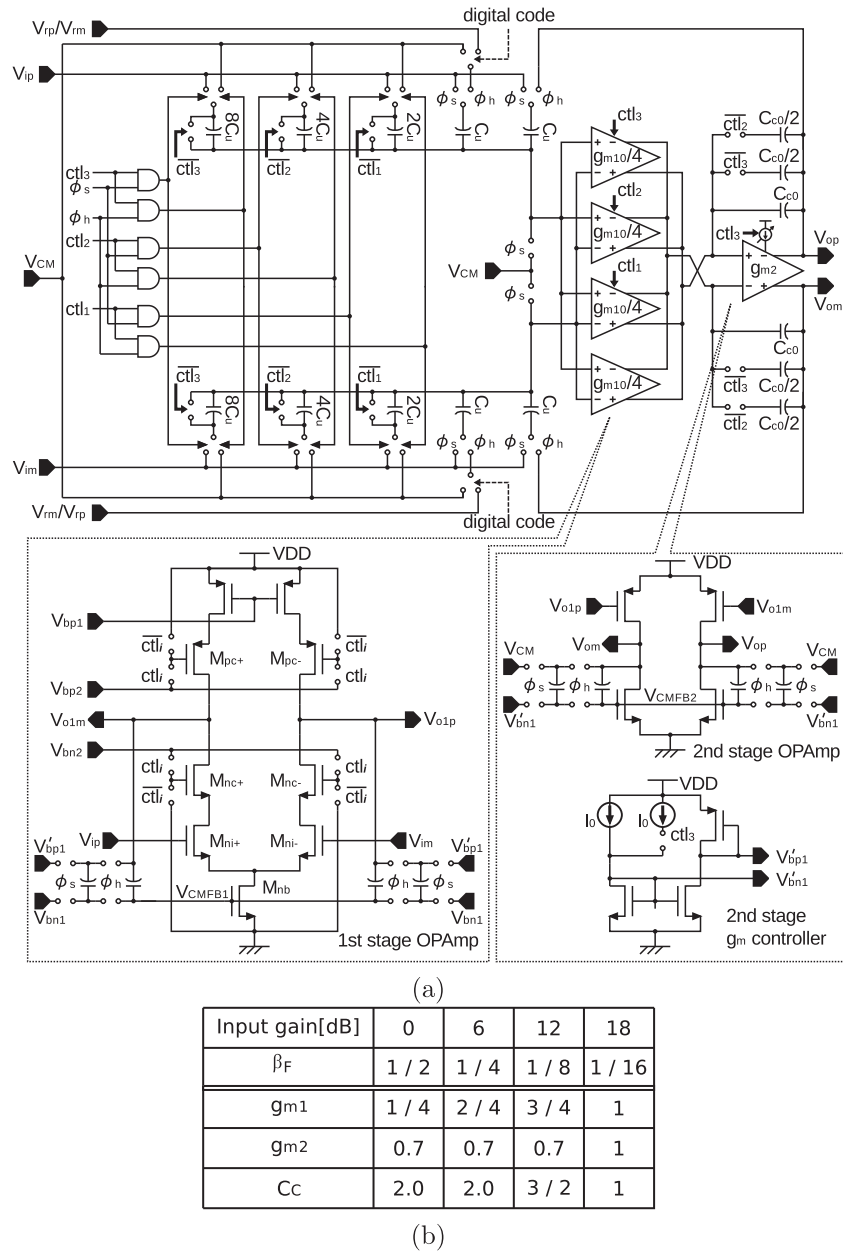 digital code
Vrp/Vrm
Vip
ϕs ϕh ϕs ϕh
8Cu 4Cu 2Cu Cu Cu
ctl3 ctl2 ctl1
ctl3
ϕs
ϕh
ctl2
ctl1
VCM
ϕs
VCM
ϕs
ctl3
gm10/4
ctl2
gm10/4
ctl1
gm10/4
gm10/4
ctl2 Cc0/2
ctl3 Cc0/2
Cc0
ctl3
gm2
Vop
Vom
Cc0
ctl3 Cc0/2
ctl2 Cc0/2
ctl3 ctl2 ctl1
8Cu 4Cu 2Cu Cu Cu
ϕs ϕh ϕs ϕh
Vim
Vrm/Vrp
digital code
VDD
Vbp1
ctli ctli
ctli Mpc+ Mpc- ctli
Vbp2
Vo1m Vo1p
Vbn2
ctli Mnc+ Mnc- ctli
ctli ctli
Vip Mni+ Mni- Vim
V'bp1 V'bp1
ϕs ϕh VCMFB1 Mnb ϕh ϕs
Vbn1 Vbn1
1st stage OPAmp
VDD
Vo1p Vo1m
Vom Vop
VCM VCM
ϕs ϕh VCMFB2 ϕh ϕs
V'bn1 V'bn1
2nd stage OPAmp
VDD
I0 I0
ctl3
V'bp1
V'bn1
2nd stage
gm controller
(a)
Input gain[dB] 0 6 12 18
βF 1 / 2 1 / 4 1 / 8 1 / 16
gm1 1 / 4 2 / 4 3 / 4 1
gm2 0.7 0.7 0.7 1
Cc 2.0 2.0 3 / 2 1
(b)